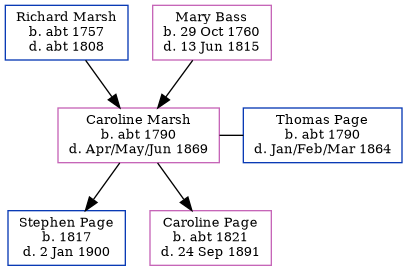 Richard Marsh
b. abt 1757
d. abt 1808
Mary Bass
b. 29 Oct 1760
d. 13 Jun 1815
Caroline Marsh
b. abt 1790
d. Apr/May/Jun 1869
Thomas Page
b. abt 1790
d. Jan/Feb/Mar 1864
Stephen Page
b. 1817
d. 2 Jan 1900
Caroline Page
b. abt 1821
d. 24 Sep 1891